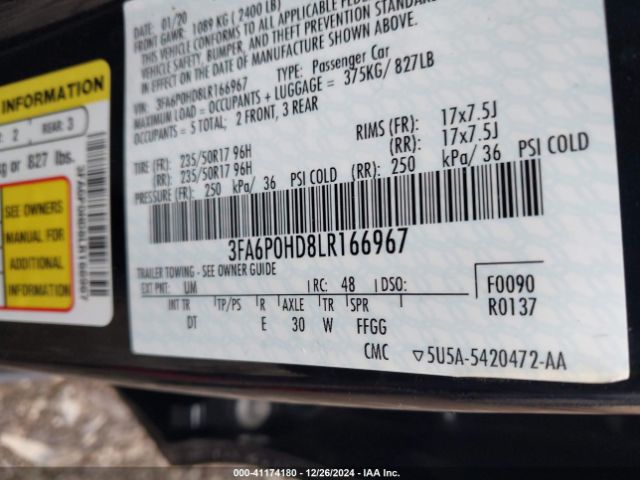 DATE: 01/20
FRONT GAWR: 1089 KG ( 2400 LB)
THIS VEHICLE CONFORMS TO ALL APPLICABLE
VEHICLE SAFETY, BUMPER, AND THEFT PREVENTION STANDARDS
IN EFFECT ON THE DATE OF MANUFACTURE SHOWN ABOVE.
VIN: 3FA6P0HD8LR166967 TYPE: Passenger Car
MAXIMUM LOAD = OCCUPANTS + LUGGAGE = 375KG/ 827LB
OCCUPANTS = 5 TOTAL; 2 FRONT, 3 REAR
TIRE (FR): 235/50R17 96H RIMS (FR): 17x7.5J
(RR): 235/50R17 96H (RR): 17x7.5J
PRESSURE (FR): 250 kPa/ 36 PSI COLD (RR): 250 kPa/ 36 PSI COLD
3FA6P0HD8LR166967
TRAILER TOWING - SEE OWNER GUIDE
EXT PNT: UM RC: 48 DSO:
F0090
R0137
INT TR TP/PS R AXLE TR SPR
DT E 30 W FFGG
CMC ▽5U5A-5420472-AA
INFORMATION
: 2 REAR: 3
kg or 827 lbs.
SEE OWNERS
MANUAL FOR
ADDITIONAL
INFORMATION
3FA6P0HD8LR166967
000-41174180 • 12/26/2024 • IAA Inc.